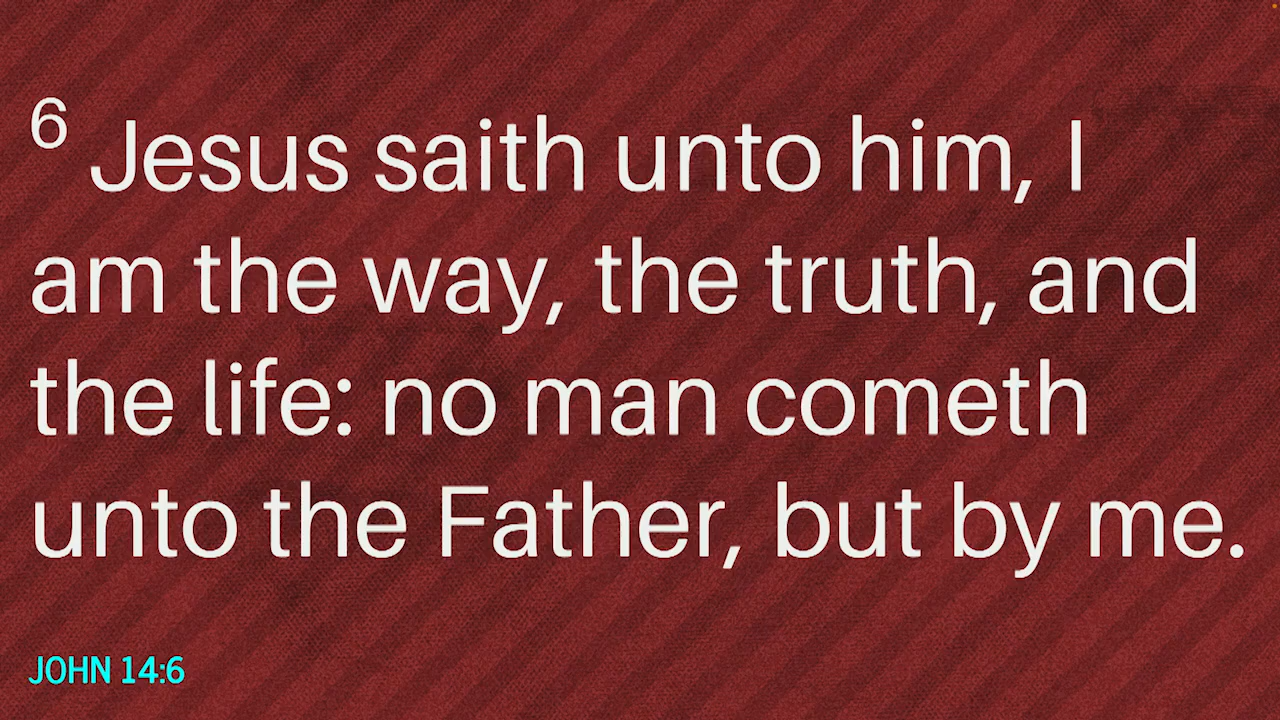 6 Jesus saith unto him, I
am the way, the truth, and
the life: no man cometh
unto the Father, but by me.
JOHN 14:6